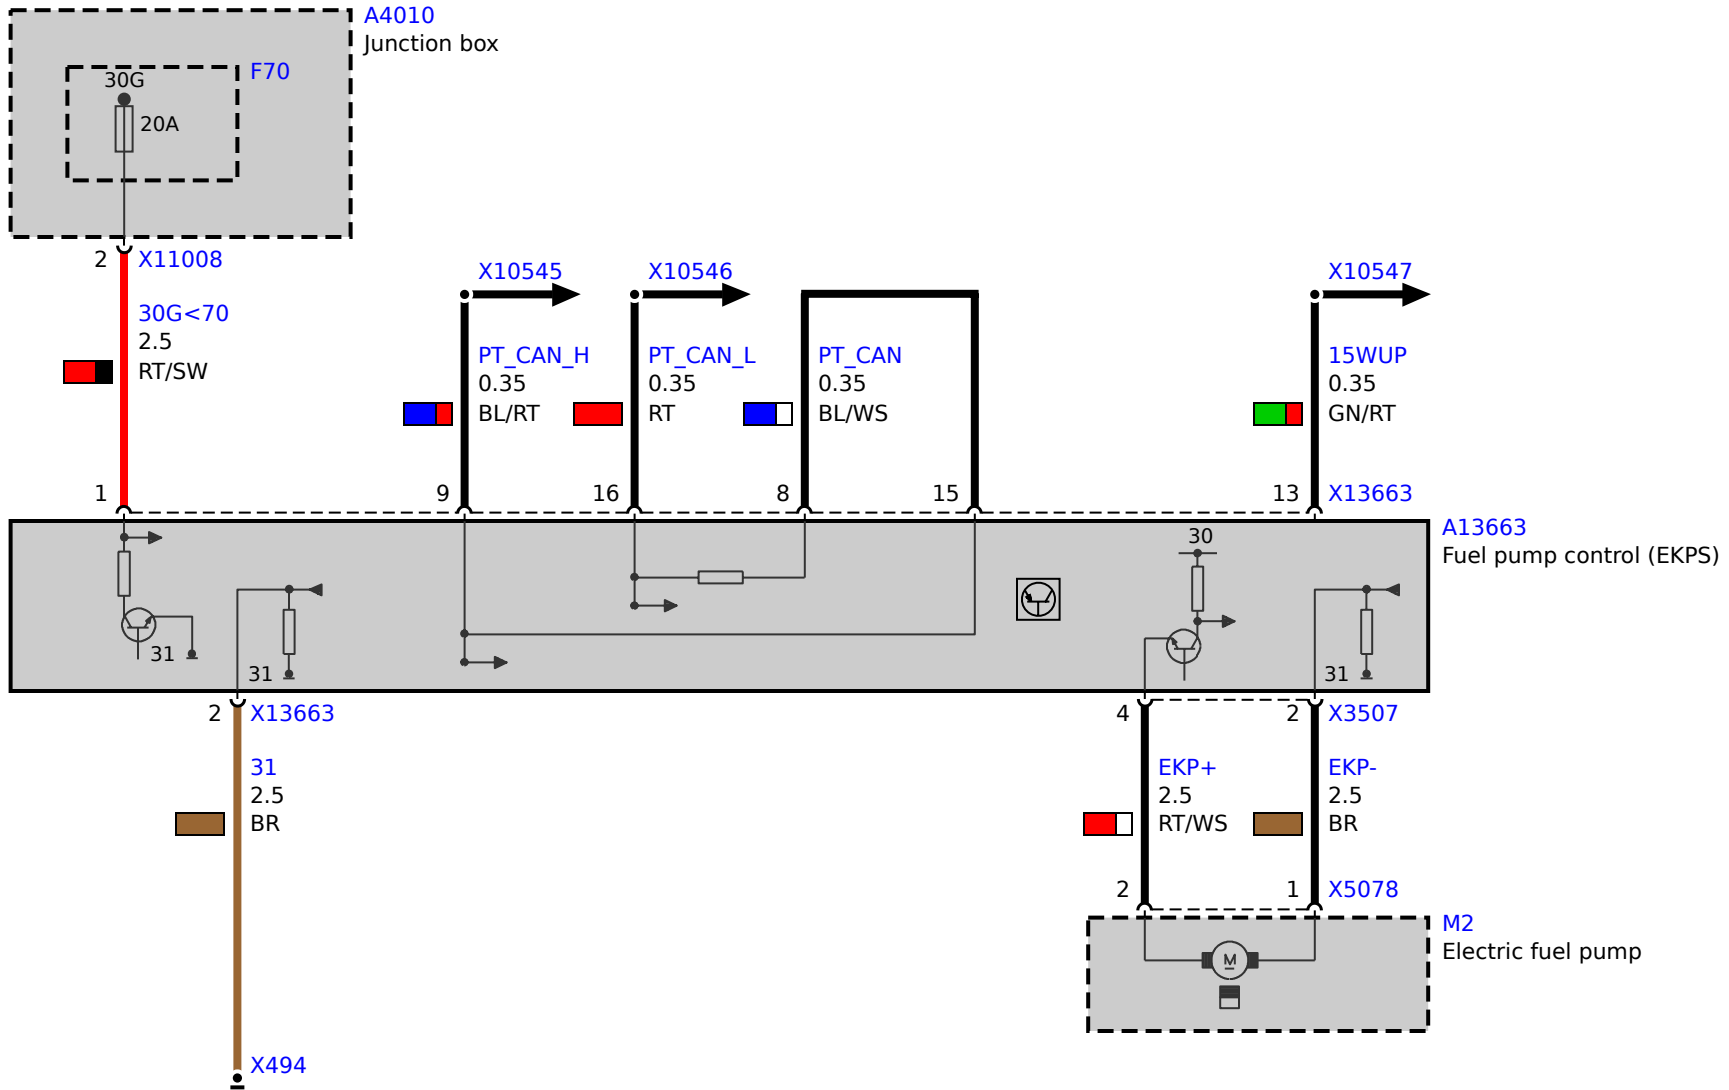 A4010
Junction box
F70
30G
20A
2 X11008
30G<70
2.5
RT/SW
X10545
PT_CAN_H
0.35
BL/RT
X10546
PT_CAN_L
0.35
RT
PT_CAN
0.35
BL/WS
X10547
15WUP
0.35
GN/RT
1 9 16 8 15 13 X13663
A13663
Fuel pump control (EKPS)
30
31
31
31
2 X13663
4 2 X3507
31
2.5
BR
EKP+
2.5
RT/WS
EKP-
2.5
BR
2 1 X5078
M2
Electric fuel pump
M
X494